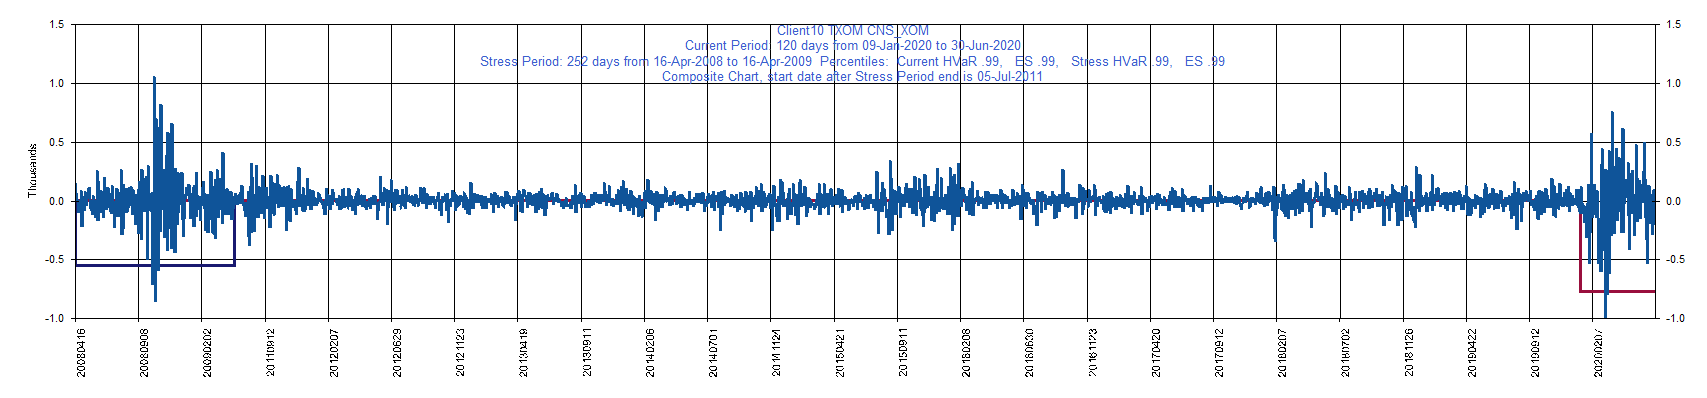 Client10 TXOM CNS_XOM
Current Period: 120 days from 09-Jan-2020 to 30-Jun-2020
Stress Period: 252 days from 16-Apr-2008 to 16-Apr-2009 Percentiles: Current HVaR .99, ES .99, Stress HVaR .99, ES .99
Composite Chart, start date after Stress Period end is 05-Jul-2011
Thousands
1.5 1.5
1.0 1.0
0.5 0.5
0.0 0.0
-0.5 -0.5
-1.0 -1.0
20080416 20080908 20090202 20110912 20120207 20120629 20121123 20130419 20130911 20140206 20140701 20141124 20150421 20150911 20160208 20160630 20161123 20170420 20170912 20180207 20180702 20181126 20190422 20190912 20200207